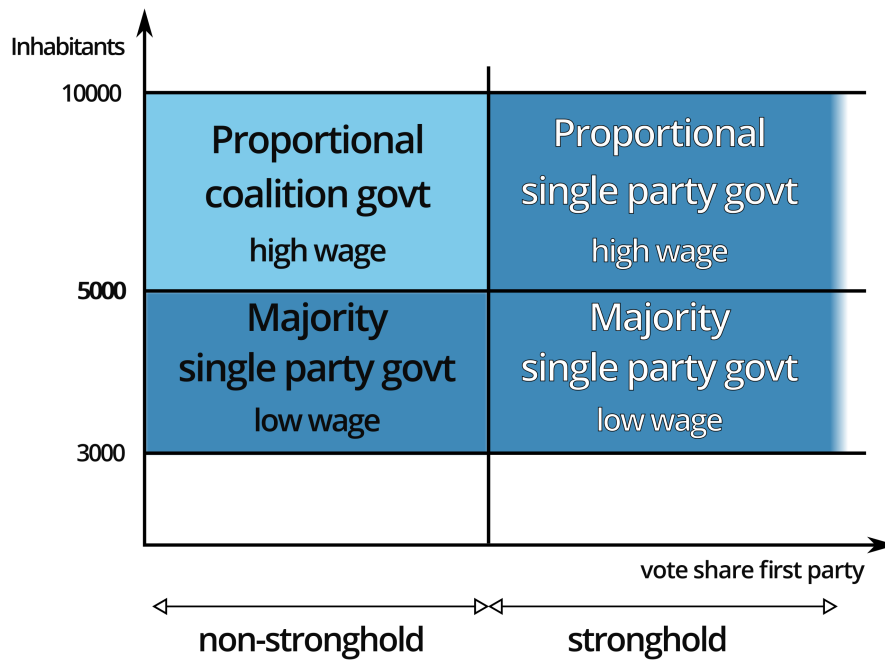 Inhabitants
10000
Proportional
coalition govt
high wage
Proportional
single party govt
high wage
5000
Majority
single party govt
low wage
Majority
single party govt
low wage
3000
vote share first party
non-stronghold
stronghold